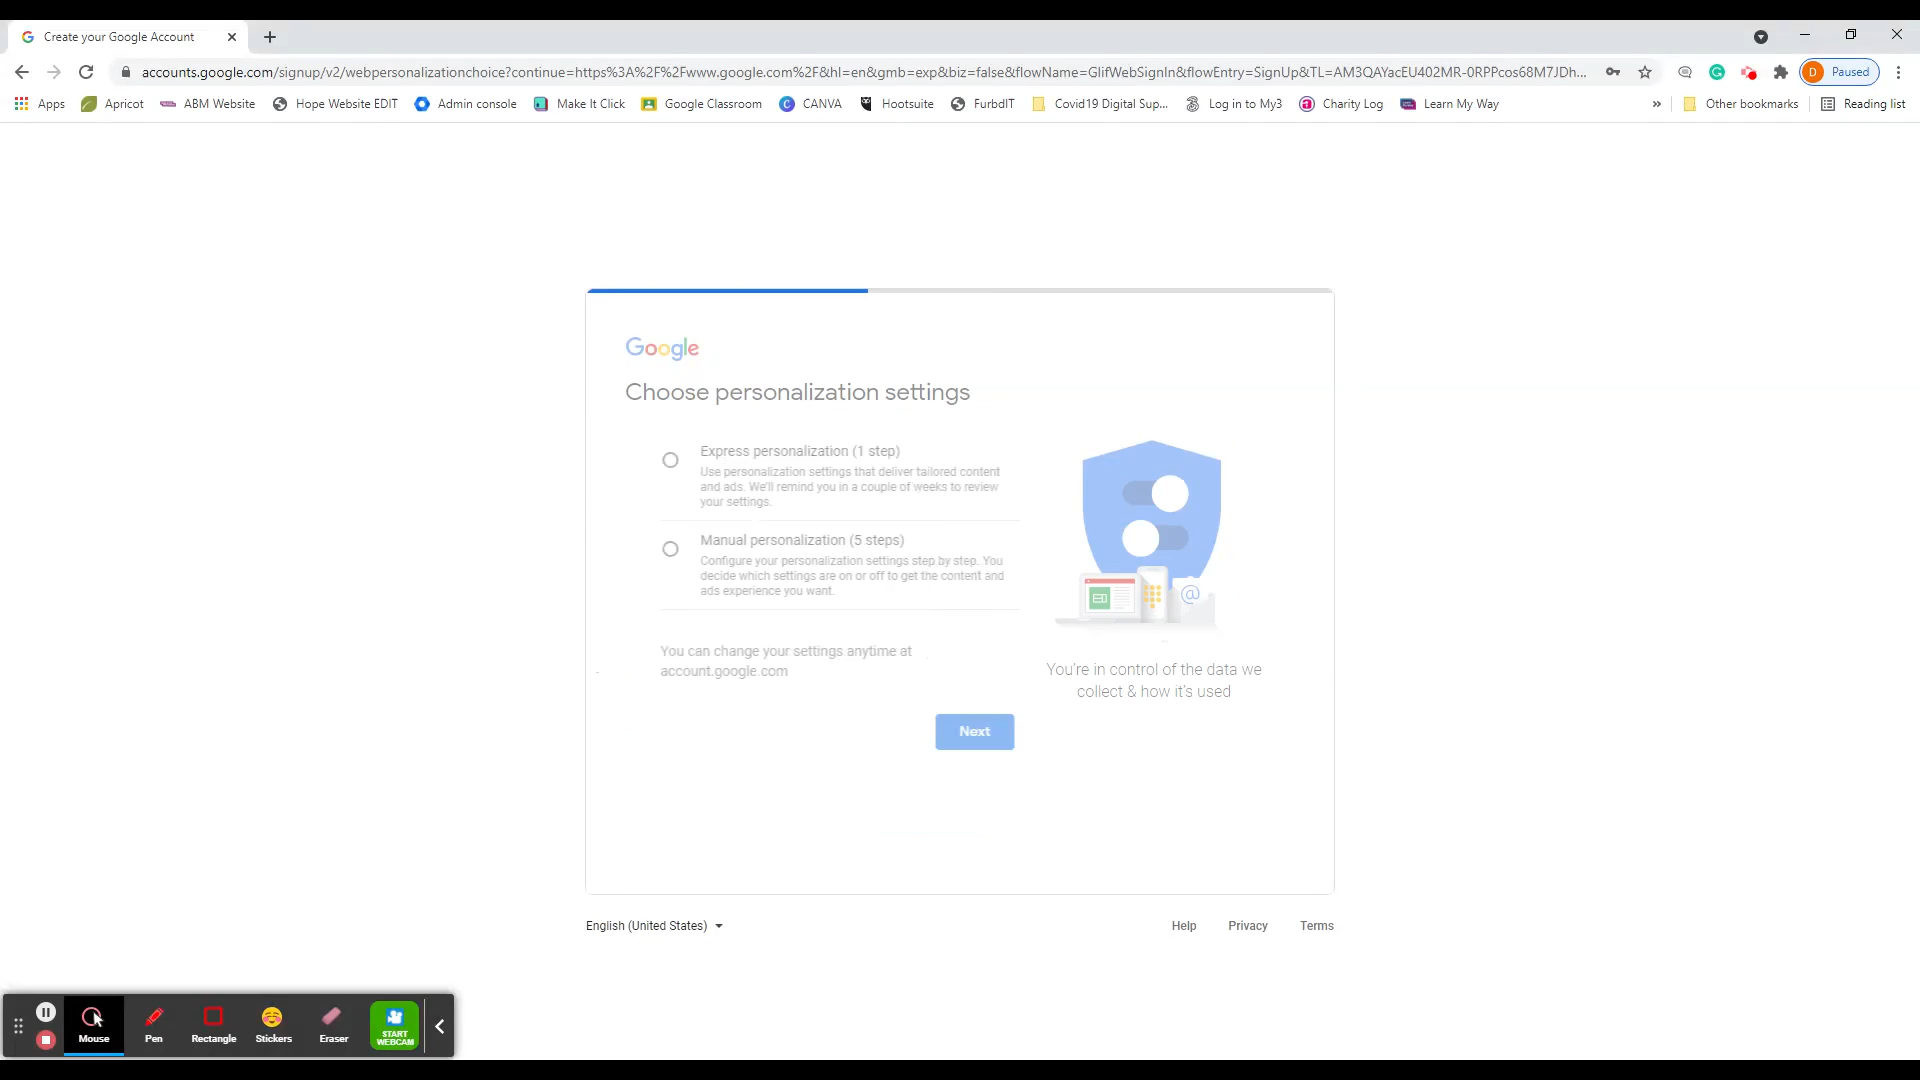 Create your Google Account
accounts.google.com/signup/v2/webpersonalizationchoice?continue=https%3A%2F%2Fwww.google.com%2F&hl=en&gmb=exp&biz=false&flowName=GlifWebSignIn&flowEntry=SignUp&TL=AM3QAYacEU402MR-0RPPcos68M7JDh...
D Paused
Apps Apricot ABM Website Hope Website EDIT Admin console Make It Click Google Classroom CANVA Hootsuite FurbdIT Covid19 Digital Sup... Log in to My3 Charity Log Learn My Way » Other bookmarks Reading list
Google
Choose personalization settings
Express personalization (1 step)
Use personalization settings that deliver tailored content
and ads. We'll remind you in a couple of weeks to review
your settings.
Manual personalization (5 steps)
Configure your personalization settings step by step. You
decide which settings are on or off to get the content and
ads experience you want.
You can change your settings anytime at
account.google.com
@
You're in control of the data we
collect & how it's used
Next
English (United States)
Help Privacy Terms
Mouse Pen Rectangle Stickers Eraser
START
WEBCAM